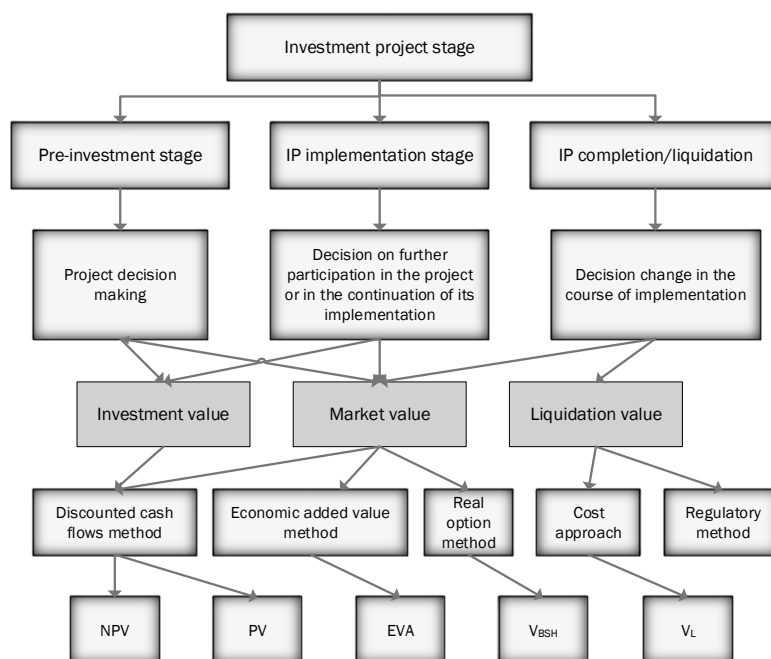 Investment project stage
Pre-investment stage
IP implementation stage
IP completion/liquidation
Project decision
making
Decision on further
participation in the project
or in the continuation of its
implementation
Decision change in the
course of implementation
Investment value
Market value
Liquidation value
Discounted cash
flows method
Economic added value
method
Real
option
method
Cost
approach
Regulatory
method
NPV
PV
EVA
VBSH
VL